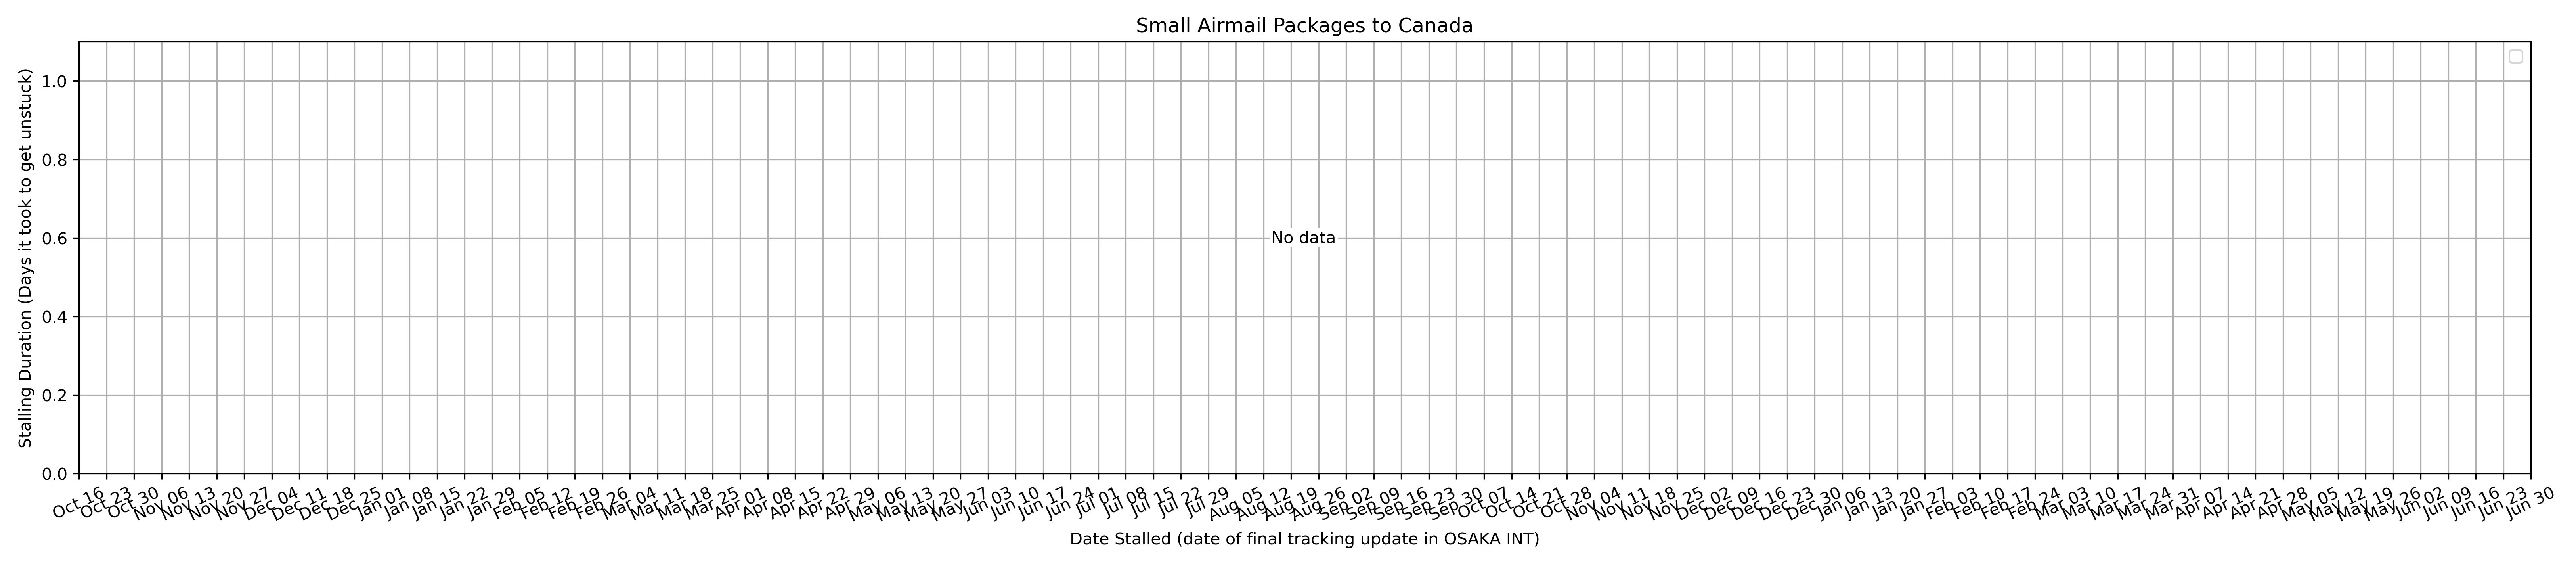 Small Airmail Packages to Canada
Stalling Duration (Days it took to get unstuck)
1.0
0.8
0.6
0.4
0.2
0.0
No data
Oct 16 Oct 23 Oct 30 Nov 06 Nov 13 Nov 20 Nov 27 Dec 04 Dec 11 Dec 18 Dec 25 Jan 01 Jan 08 Jan 15 Jan 22 Jan 29 Feb 05 Feb 12 Feb 19 Feb 26 Mar 04 Mar 11 Mar 18 Mar 25 Apr 01 Apr 08 Apr 15 Apr 22 Apr 29 May 06 May 13 May 20 May 27 Jun 03 Jun 10 Jun 17 Jun 24 Jul 01 Jul 08 Jul 15 Jul 22 Jul 29 Aug 05 Aug 12 Aug 19 Aug 26 Sep 02 Sep 09 Sep 16 Sep 23 Sep 30 Oct 07 Oct 14 Oct 21 Oct 28 Nov 04 Nov 11 Nov 18 Nov 25 Dec 02 Dec 09 Dec 16 Dec 23 Dec 30 Jan 06 Jan 13 Jan 20 Jan 27 Feb 03 Feb 10 Feb 17 Feb 24 Mar 03 Mar 10 Mar 17 Mar 24 Mar 31 Apr 07 Apr 14 Apr 21 Apr 28 May 05 May 12 May 19 May 26 Jun 02 Jun 09 Jun 16 Jun 23 Jun 30
Date Stalled (date of final tracking update in OSAKA INT)